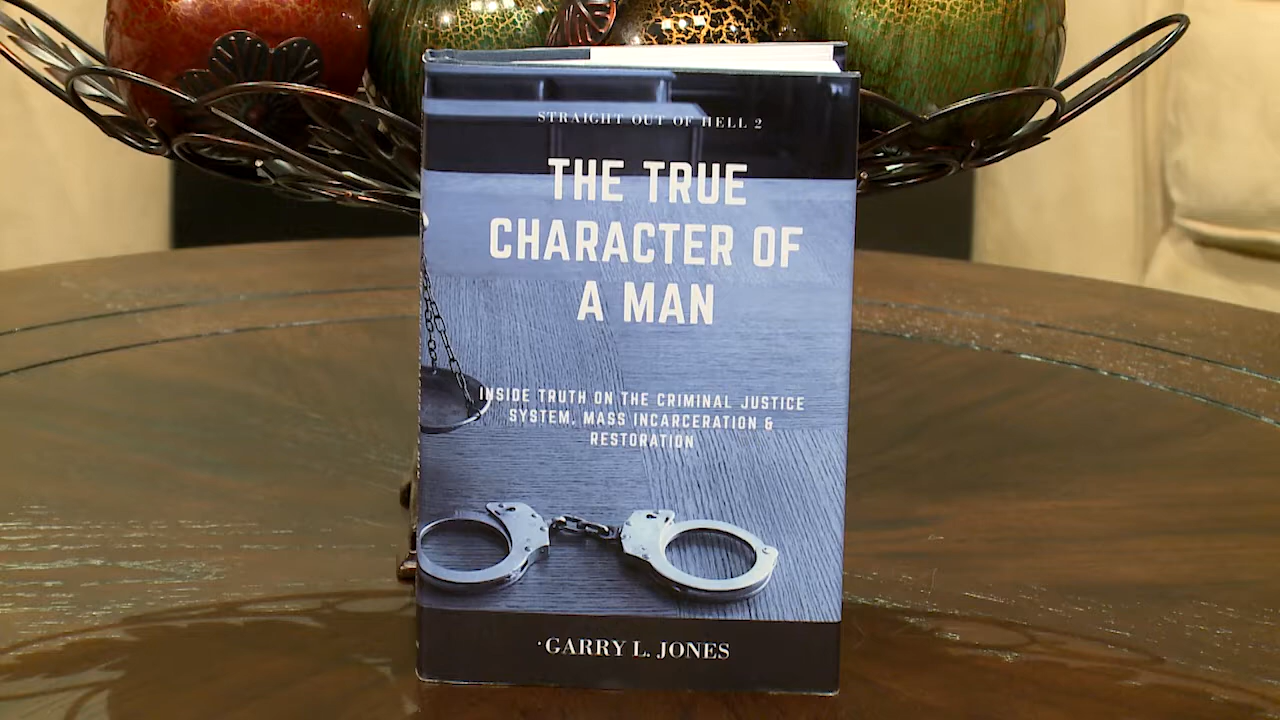 STRAIGHT OUT OF HELL 2
THE TRUE
CHARACTER OF
A MAN
INSIDE TRUTH ON THE CRIMINAL JUSTICE
SYSTEM, MASS INCARCERATION &
RESTORATION
·GARRY L. JONES